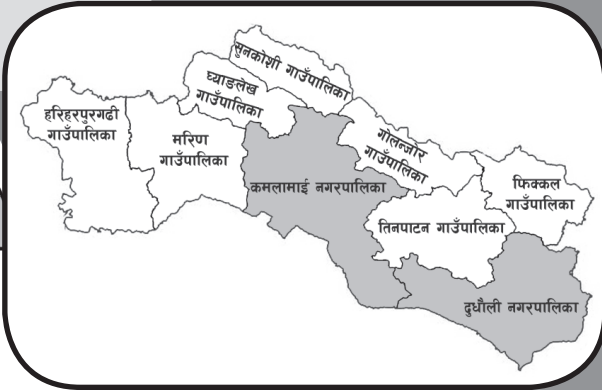 सुनकोशी गाउँपालिका
घ्याङलेख
गाउँपालिका
हरिहरपुरगढी
गाउँपालिका
मरिण
गाउँपालिका
गोलन्जोर
गाउँपालिका
कमलामाई नगरपालिका
फिक्कल
गाउँपालिका
तिनपाटन गाउँपालिका
दुधौली नगरपालिका